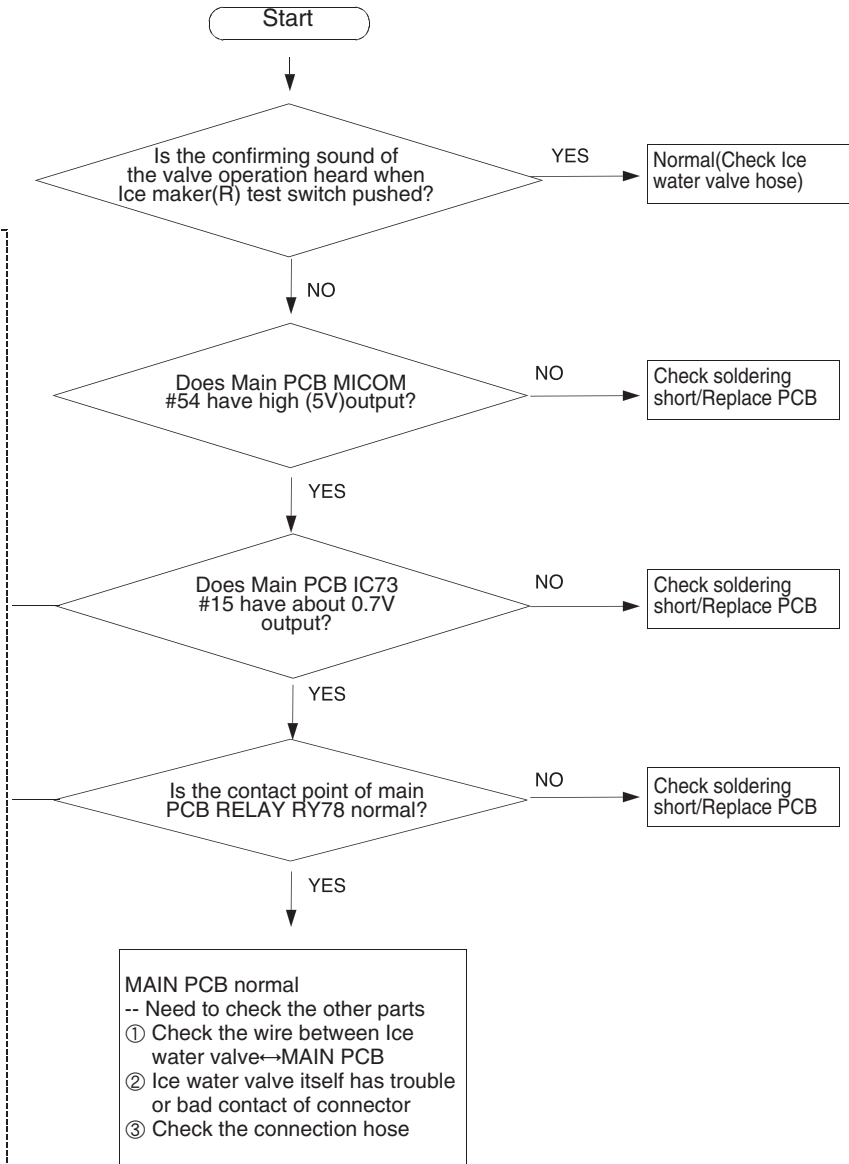 Start
Is the confirming sound of
the valve operation heard when
Ice maker(R) test switch pushed?
YES
Normal(Check Ice
water valve hose)
NO
Does Main PCB MICOM
#54 have high (5V)output?
NO
Check soldering
short/Replace PCB
YES
Does Main PCB IC73
#15 have about 0.7V
output?
NO
Check soldering
short/Replace PCB
YES
Is the contact point of main
PCB RELAY RY78 normal?
NO
Check soldering
short/Replace PCB
YES
MAIN PCB normal
-- Need to check the other parts
① Check the wire between Ice
water valve↔MAIN PCB
② Ice water valve itself has trouble
or bad contact of connector
③ Check the connection hose